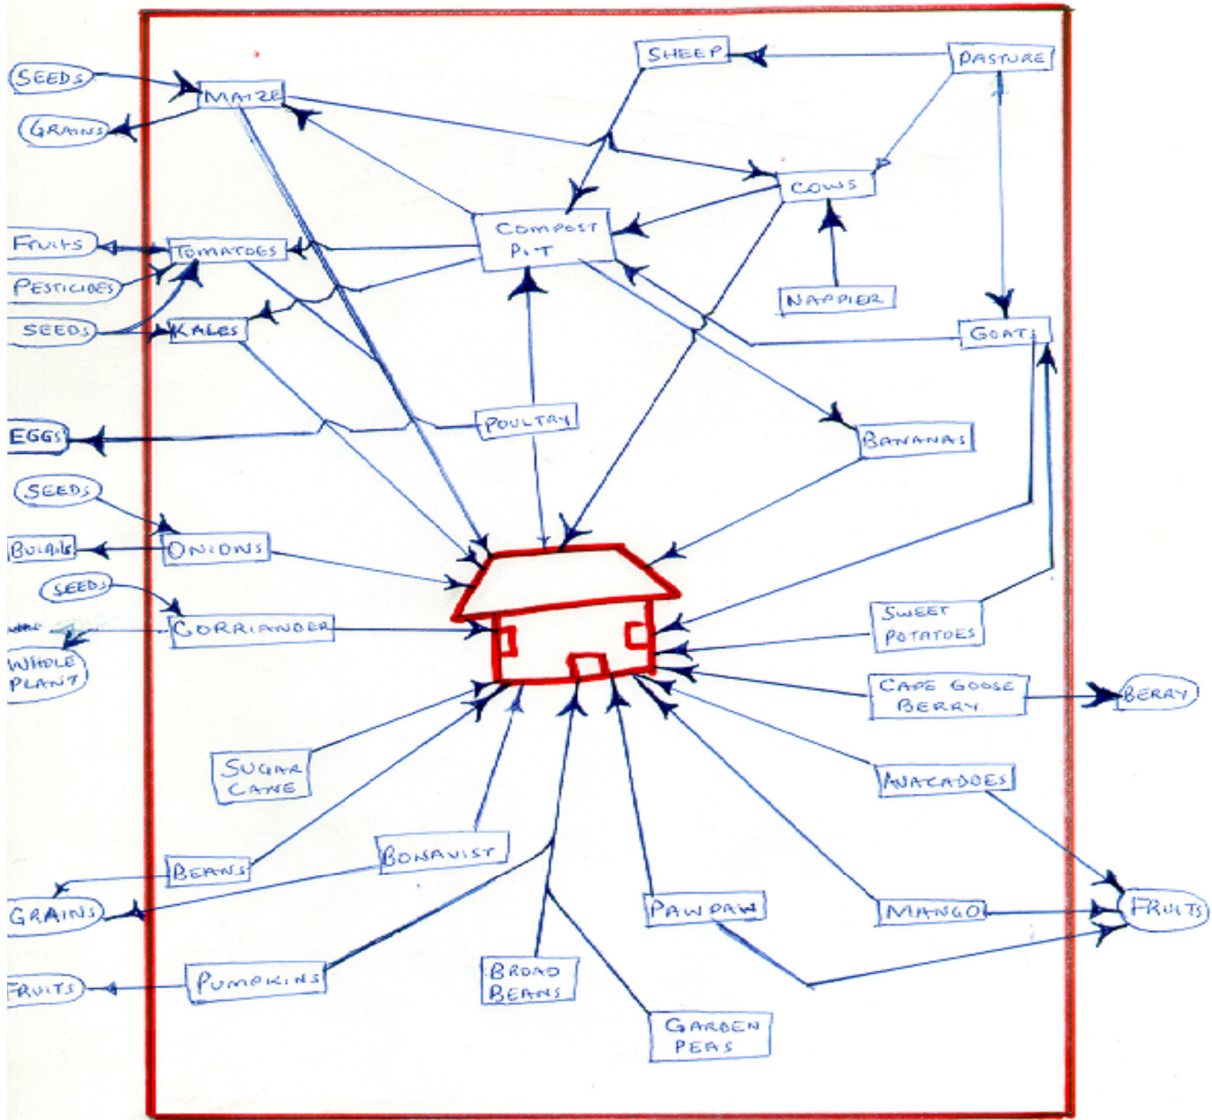 SHEEP
PASTURE
SEEDS
MAIZE
GRAINS
COWS
COMPOST
PIT
FRUITS
TOMATOES
PESTICIDES
NAPPIER
SEEDS
KALES
GOATS
POULTRY
EGGS
BANANAS
SEEDS
ONIONS
SEEDS
CORRIANDER
SWEET
POTATOES
WHOLE
PLANT
CAPE GOOSE
BERRY
BERRY
SUGAR
CANE
AVACADOES
BONAVIST
BEANS
GRAINS
PAWPAW
MANGO
FRUITS
PUMPKINS
FRUITS
BROAD
BEANS
GARDEN
PEAS